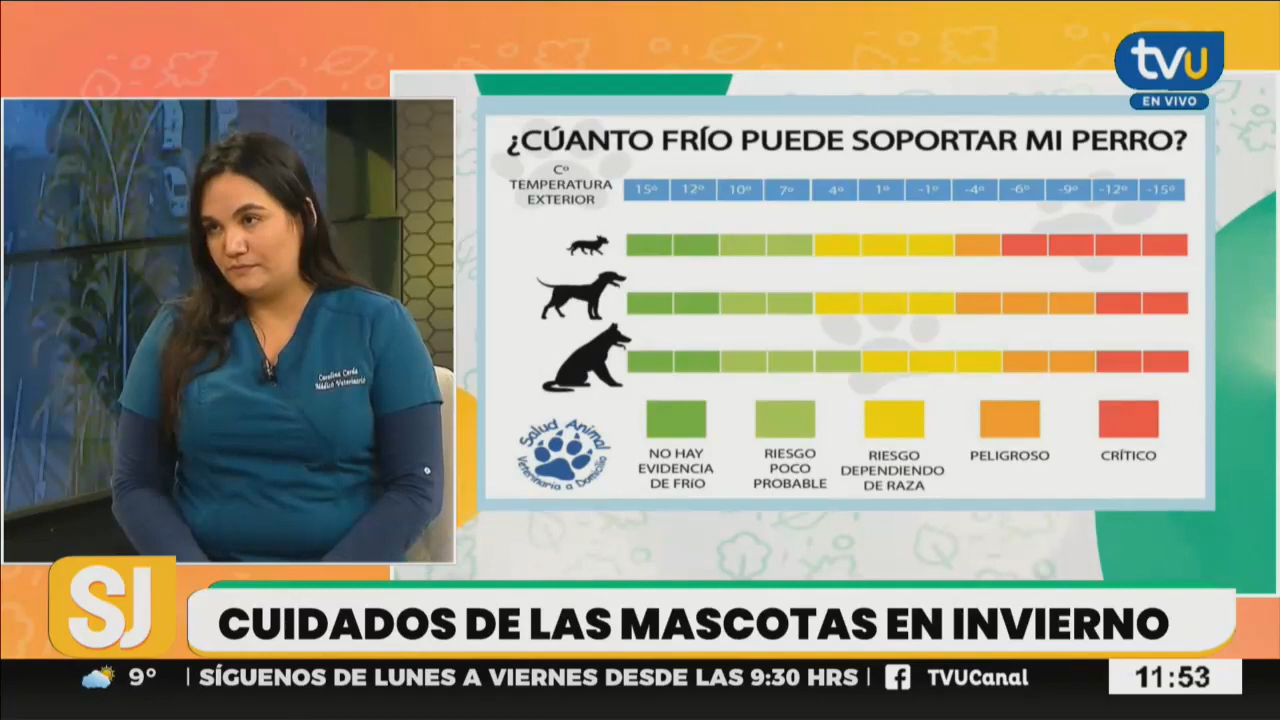 tvu
EN VIVO
¿CÚANTO FRÍO PUEDE SOPORTAR MI PERRO?
Cº
TEMPERATURA
EXTERIOR
15º 12º 10º 7º 4º 1º -1º -4º -6º -9º -12º -15º
Carolina Cerda
Médico Veterinario
Salud Animal
Veterinaria a Domicilio
NO HAY
EVIDENCIA
DE FRÍO
RIESGO
POCO
PROBABLE
RIESGO
DEPENDIENDO
DE RAZA
PELIGROSO
CRÍTICO
SJ
CUIDADOS DE LAS MASCOTAS EN INVIERNO
9º | SÍGUENOS DE LUNES A VIERNES DESDE LAS 9:30 HRS | TVUCanal
11:53